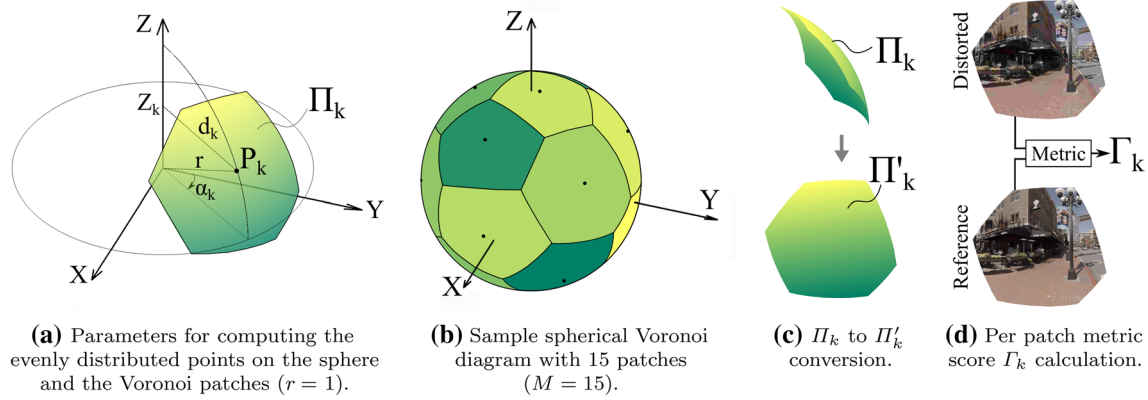 Z
Z_k
d_k
Π_k
r
P_k
α_k
Y
X
(a) Parameters for computing the
evenly distributed points on the sphere
and the Voronoi patches (r = 1).
Z
Y
X
(b) Sample spherical Voronoi
diagram with 15 patches
(M = 15).
Π_k
Π'_k
(c) Π_k to Π′_k
conversion.
Distorted
Metric
Γ_k
Reference
(d) Per patch metric
score Γ_k calculation.